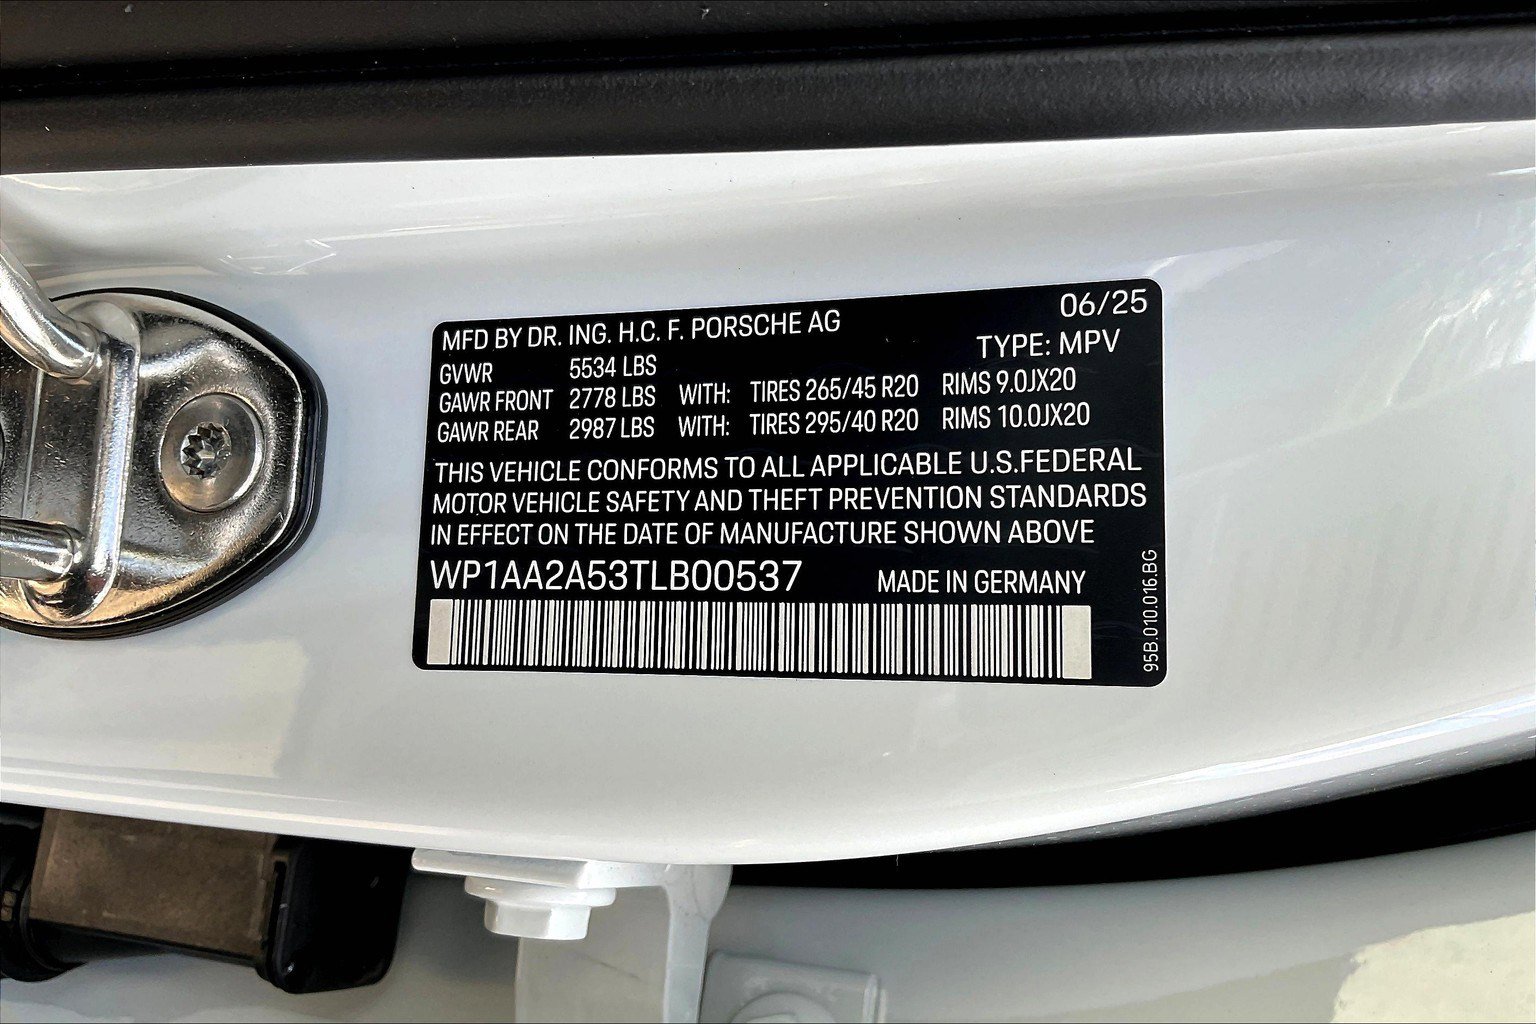 MFD BY DR. ING. H.C. F. PORSCHE AG 06/25
TYPE: MPV
GVWR 5534 LBS
GAWR FRONT 2778 LBS WITH: TIRES 265/45 R20 RIMS 9.0JX20
GAWR REAR 2987 LBS WITH: TIRES 295/40 R20 RIMS 10.0JX20
THIS VEHICLE CONFORMS TO ALL APPLICABLE U.S.FEDERAL
MOTOR VEHICLE SAFETY AND THEFT PREVENTION STANDARDS
IN EFFECT ON THE DATE OF MANUFACTURE SHOWN ABOVE
WP1AA2A53TLB00537 MADE IN GERMANY
95B.010.016.BG